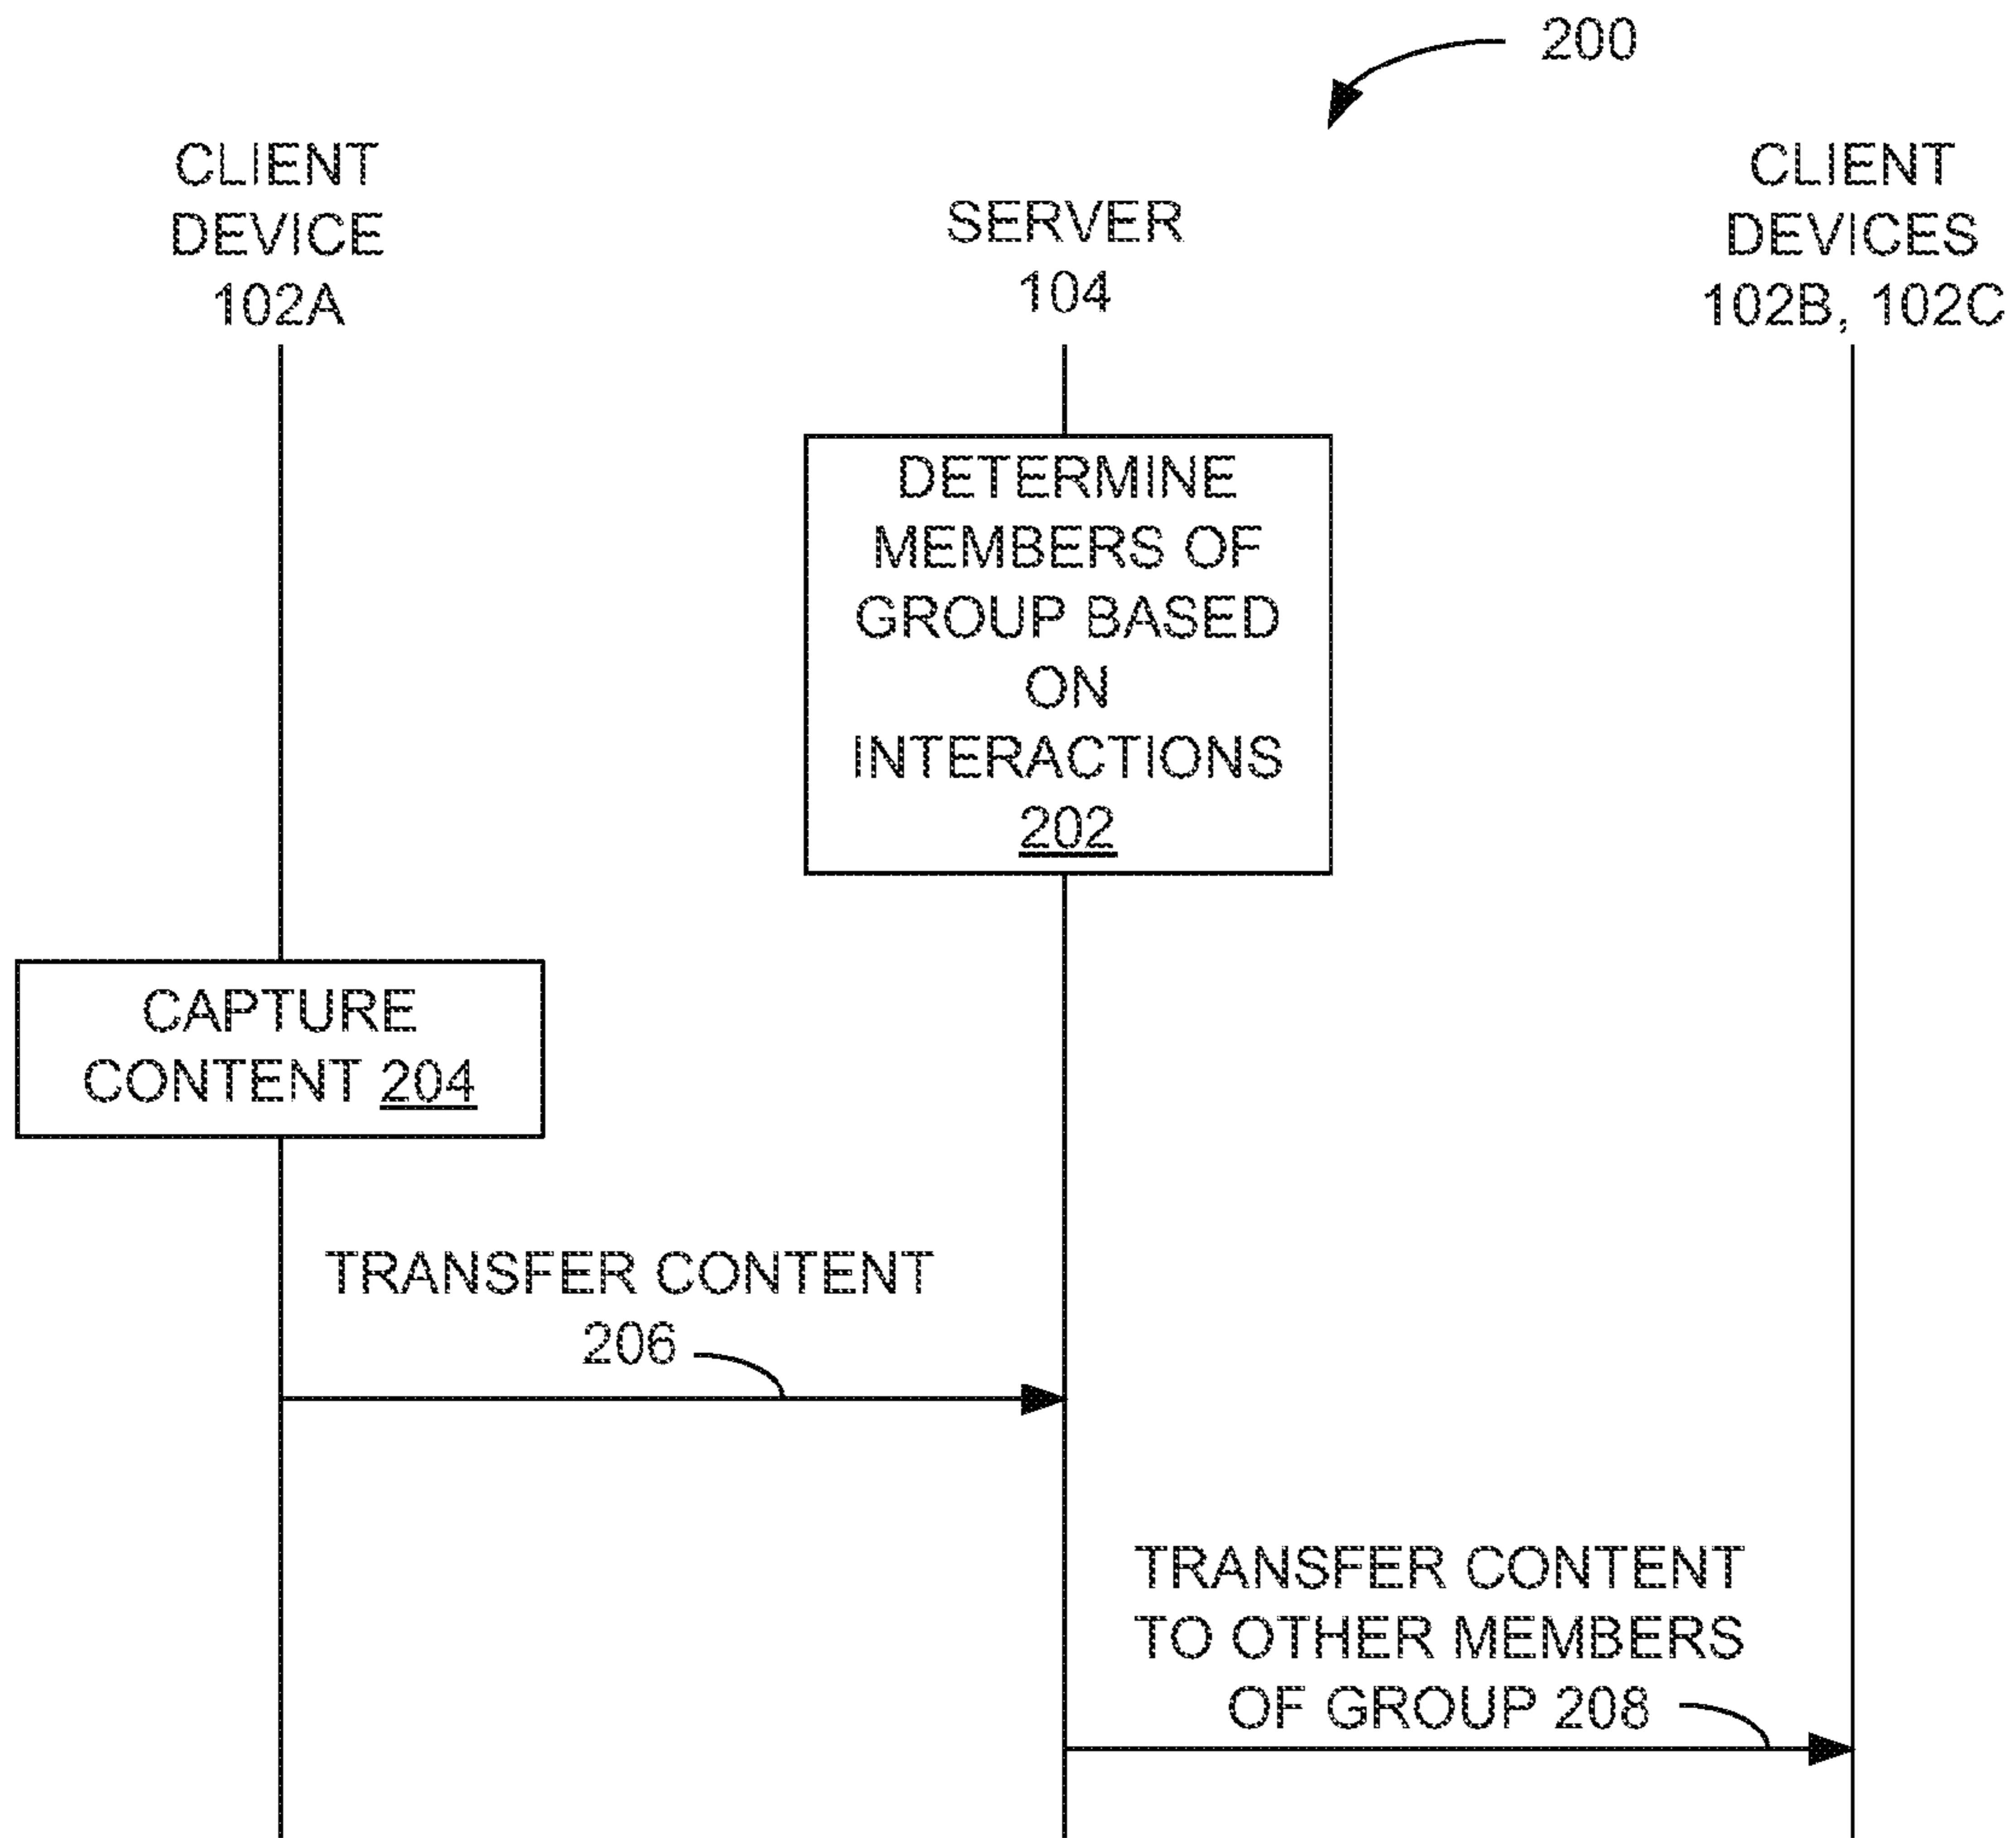 200
CLIENT
DEVICE
102A
SERVER
104
CLIENT
DEVICES
102B, 102C
DETERMINE
MEMBERS OF
GROUP BASED
ON
INTERACTIONS
202
CAPTURE
CONTENT 204
TRANSFER CONTENT
206
TRANSFER CONTENT
TO OTHER MEMBERS
OF GROUP 208